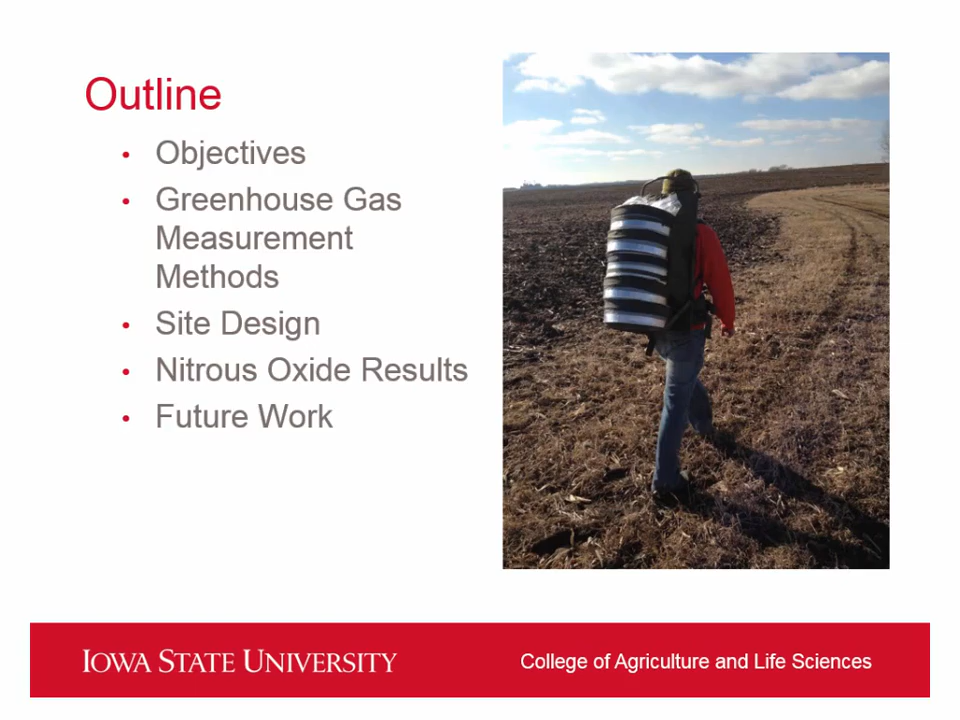 Outline
• Objectives
• Greenhouse Gas
Measurement
Methods
• Site Design
• Nitrous Oxide Results
• Future Work
IOWA STATE UNIVERSITY
College of Agriculture and Life Sciences